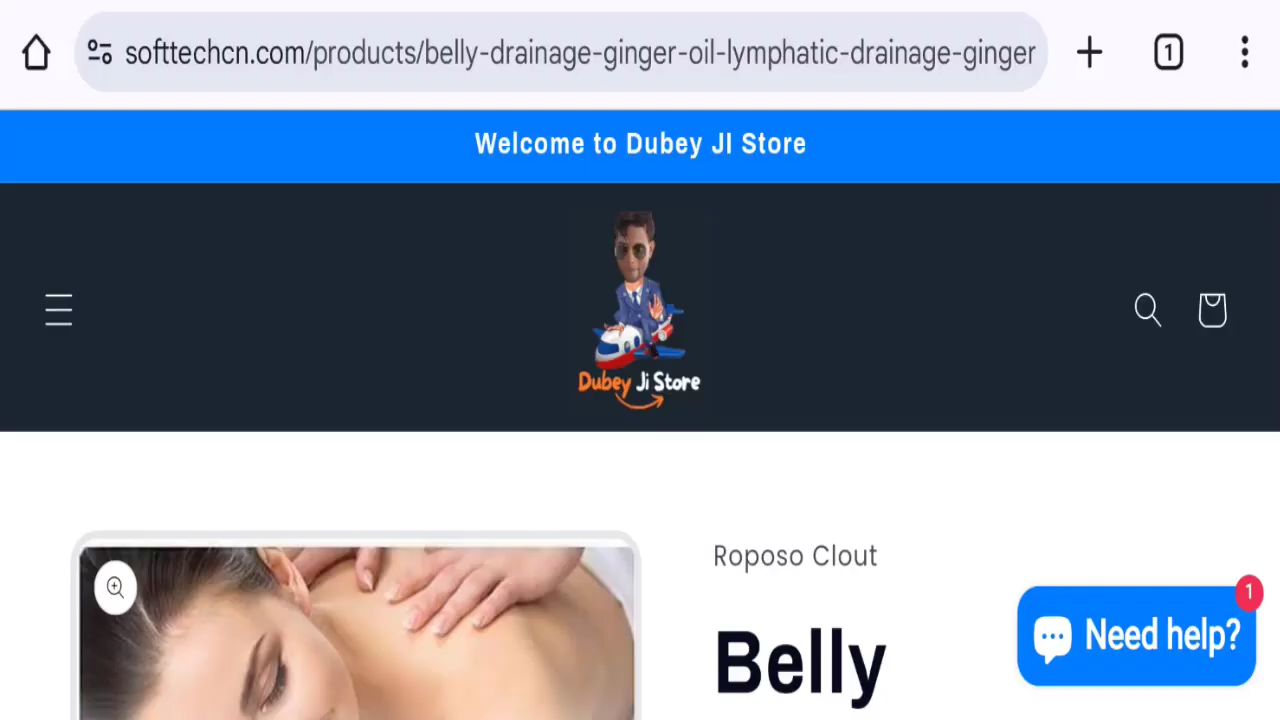 softtechcn.com/products/belly-drainage-ginger-oil-lymphatic-drainage-ginger
1
Welcome to Dubey JI Store
Dubey Ji Store
Roposo Clout
Belly
1
Need help?